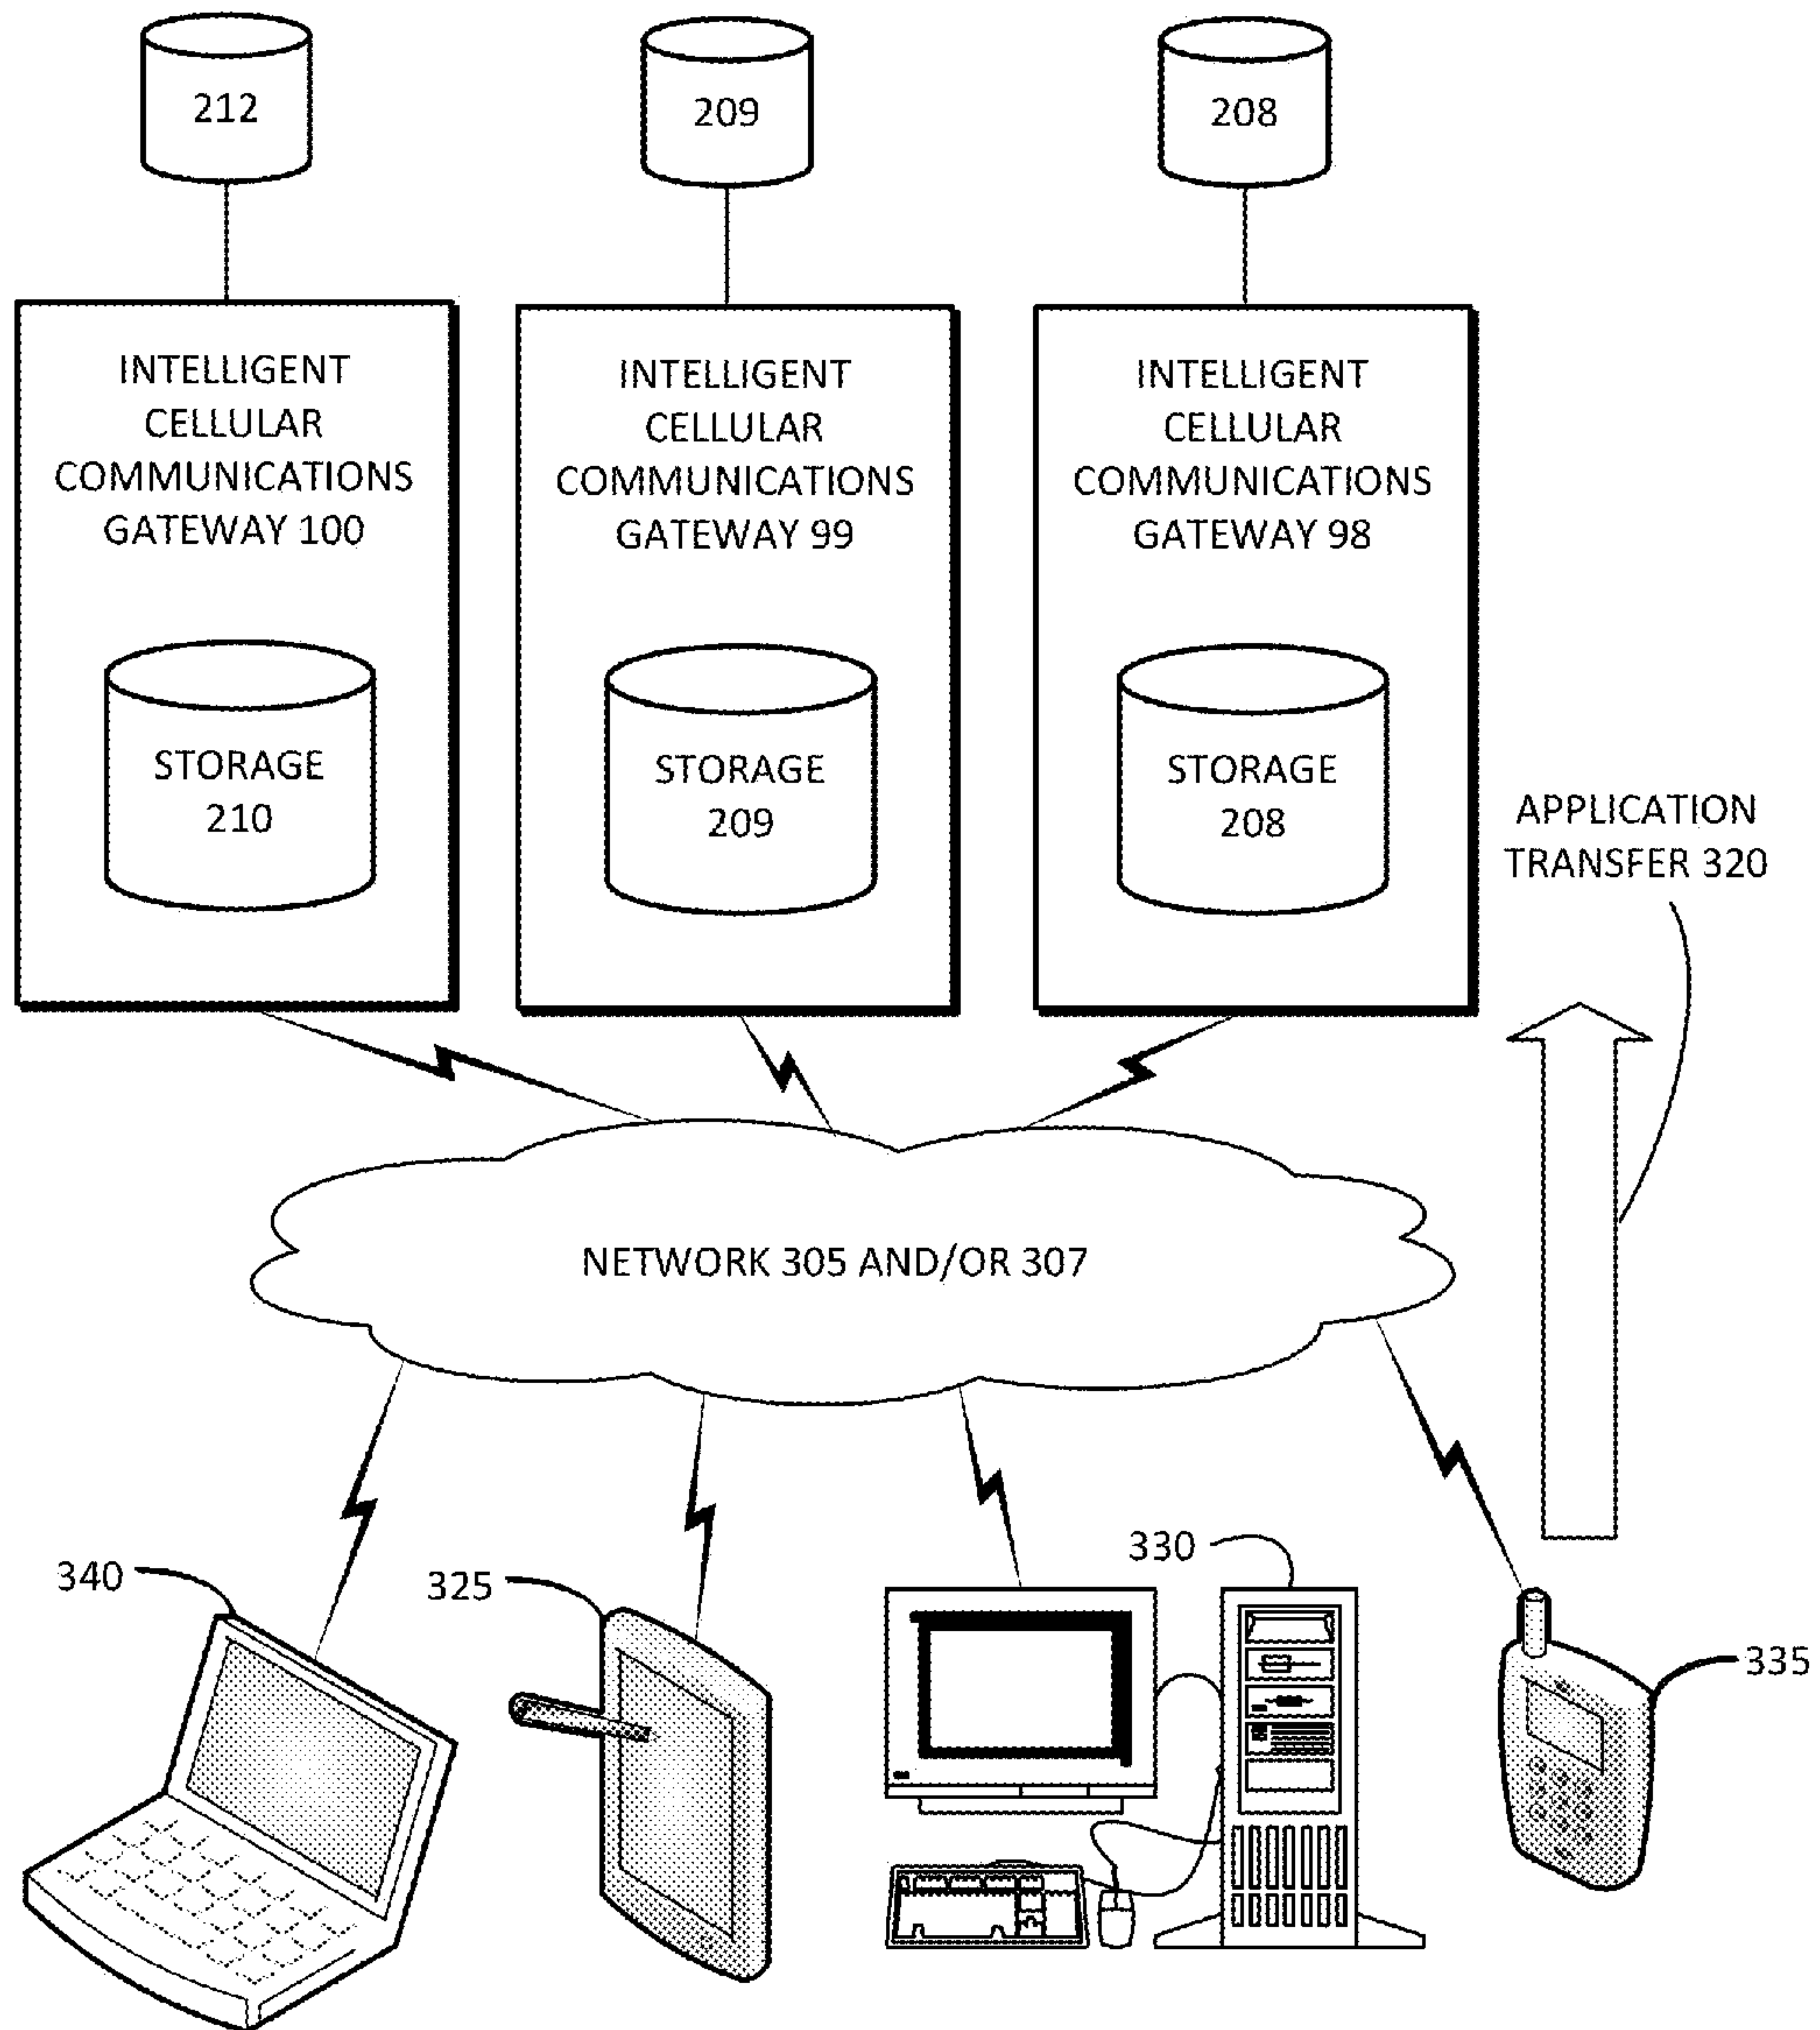 212
209
208
INTELLIGENT
CELLULAR
COMMUNICATIONS
GATEWAY 100
INTELLIGENT
CELLULAR
COMMUNICATIONS
GATEWAY 99
INTELLIGENT
CELLULAR
COMMUNICATIONS
GATEWAY 98
STORAGE
210
STORAGE
209
STORAGE
208
APPLICATION
TRANSFER 320
NETWORK 305 AND/OR 307
340
325
330
335